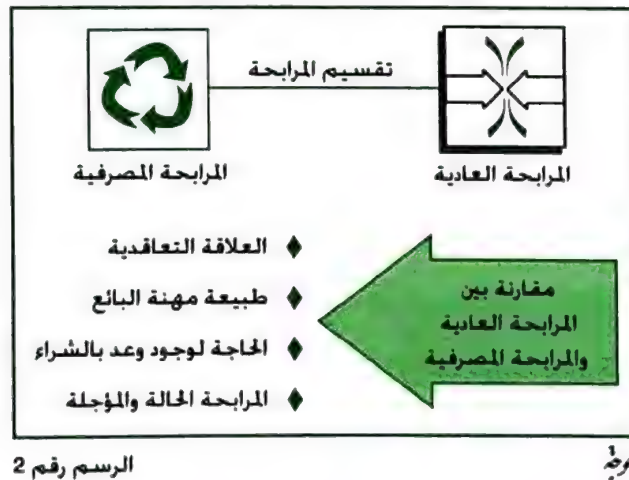 تقسيم المرابحة
المرابحة العادية
المرابحة المصرفية
مقارنة بين
المرابحة العادية
والمرابحة المصرفية
♦ العلاقة التعاقدية
♦ طبيعة مهنة البائع
♦ الحاجة لوجود وعد بالشراء
♦ المرابحة الحالة والمؤجلة
الرسم رقم 2